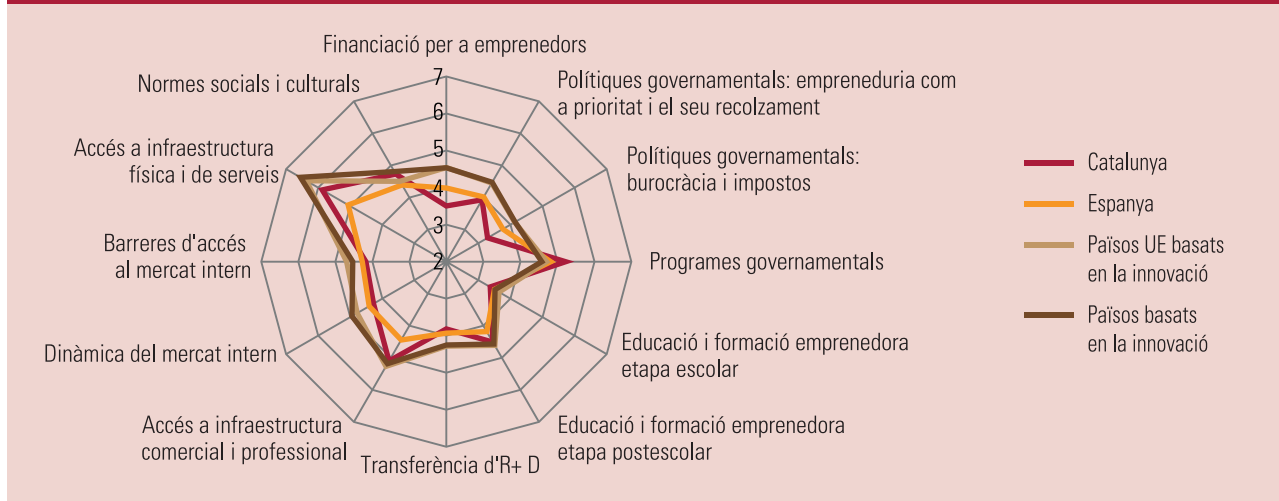 Financiació per a emprenedors
Polítiques governamentals: empreneduria com
a prioritat i el seu recolzament
Polítiques governamentals:
burocràcia i impostos
Programes governamentals
Educació i formació emprenedora
etapa escolar
Educació i formació emprenedora
etapa postescolar
Transferència d'R+ D
Accés a infraestructura
comercial i professional
Dinàmica del mercat intern
Barreres d'accés
al mercat intern
Accés a infraestructura
física i de serveis
Normes socials i culturals
7
6
5
4
3
2
Catalunya
Espanya
Països UE basats
en la innovació
Països basats
en la innovació